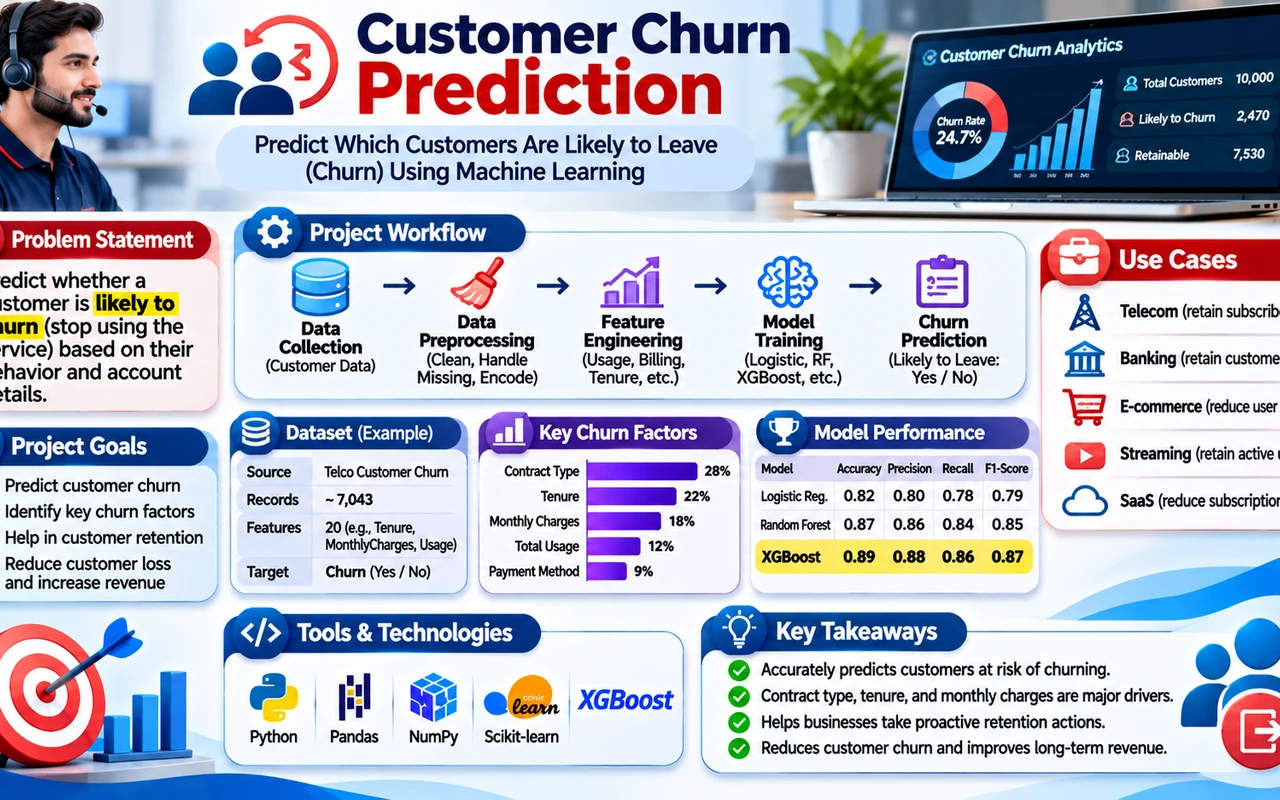 Customer Churn
Prediction
Predict Which Customers Are Likely to Leave
(Churn) Using Machine Learning
Customer Churn Analytics
Churn Rate
24.7%
Total Customers 10,000
Likely to Churn 2,470
Retainable 7,530
Problem Statement
redict whether a
ustomer is likely to
hurn (stop using the
ervice) based on their
ehavior and account
etails.
Project Workflow
Data
Collection
(Customer Data)
Data
Preprocessing
(Clean, Handle
Missing, Encode)
Feature
Engineering
(Usage, Billing,
Tenure, etc.)
Model
Training
(Logistic, RF,
XGBoost, etc.)
Churn
Prediction
(Likely to Leave:
Yes / No)
Use Cases
Telecom (retain subscribe
Banking (retain custome
E-commerce (reduce user
Streaming (retain active u
SaaS (reduce subscription
Project Goals
Predict customer churn
Identify key churn factors
Help in customer retention
Reduce customer loss
and increase revenue
Dataset (Example)
Source Telco Customer Churn
Records ~ 7,043
Features 20 (e.g., Tenure,
MonthlyCharges, Usage)
Target Churn (Yes / No)
Key Churn Factors
Contract Type 28%
Tenure 22%
Monthly Charges 18%
Total Usage 12%
Payment Method 9%
Model Performance
Model Accuracy Precision Recall F1-Score
Logistic Reg. 0.82 0.80 0.78 0.79
Random Forest 0.87 0.86 0.84 0.85
XGBoost 0.89 0.88 0.86 0.87
</> Tools & Technologies
Python
Pandas
NumPy
learn
Scikit-learn
XGBoost
Key Takeaways
Accurately predicts customers at risk of churning.
Contract type, tenure, and monthly charges are major drivers.
Helps businesses take proactive retention actions.
Reduces customer churn and improves long-term revenue.